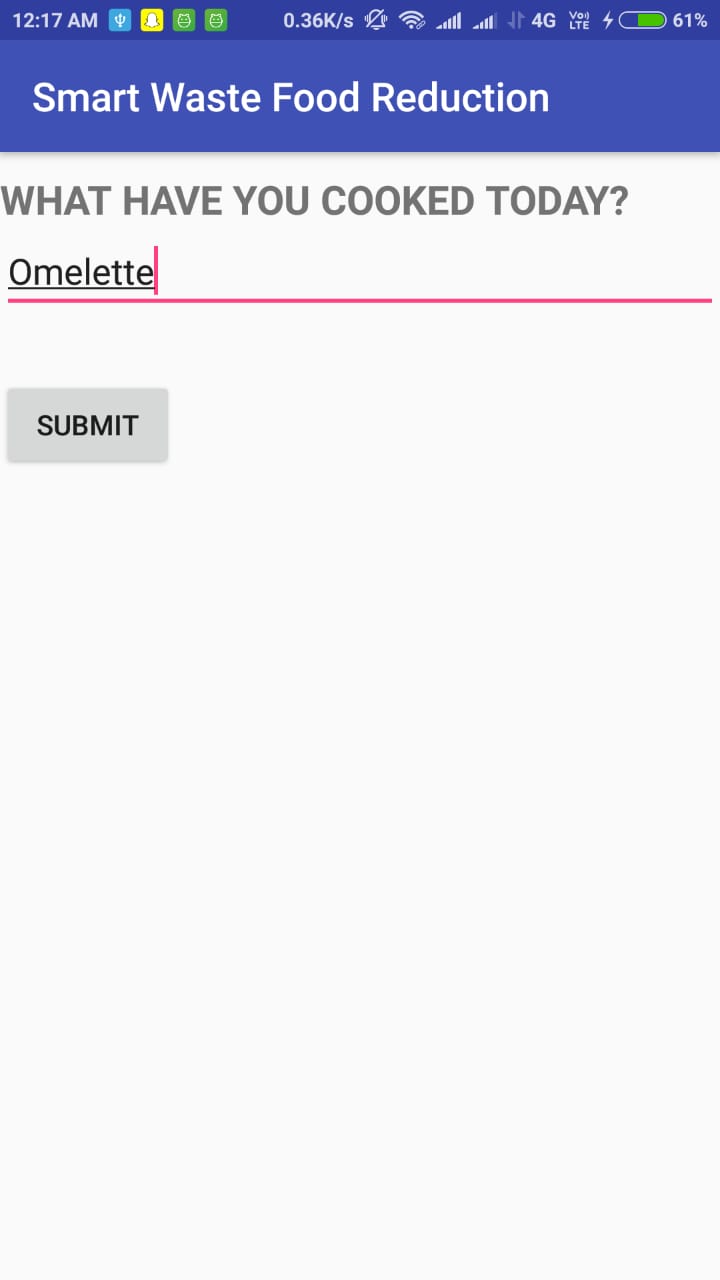 12:17 AM 0.36K/s 4G Vo)) LTE 61%
Smart Waste Food Reduction
WHAT HAVE YOU COOKED TODAY?
Omelette
SUBMIT